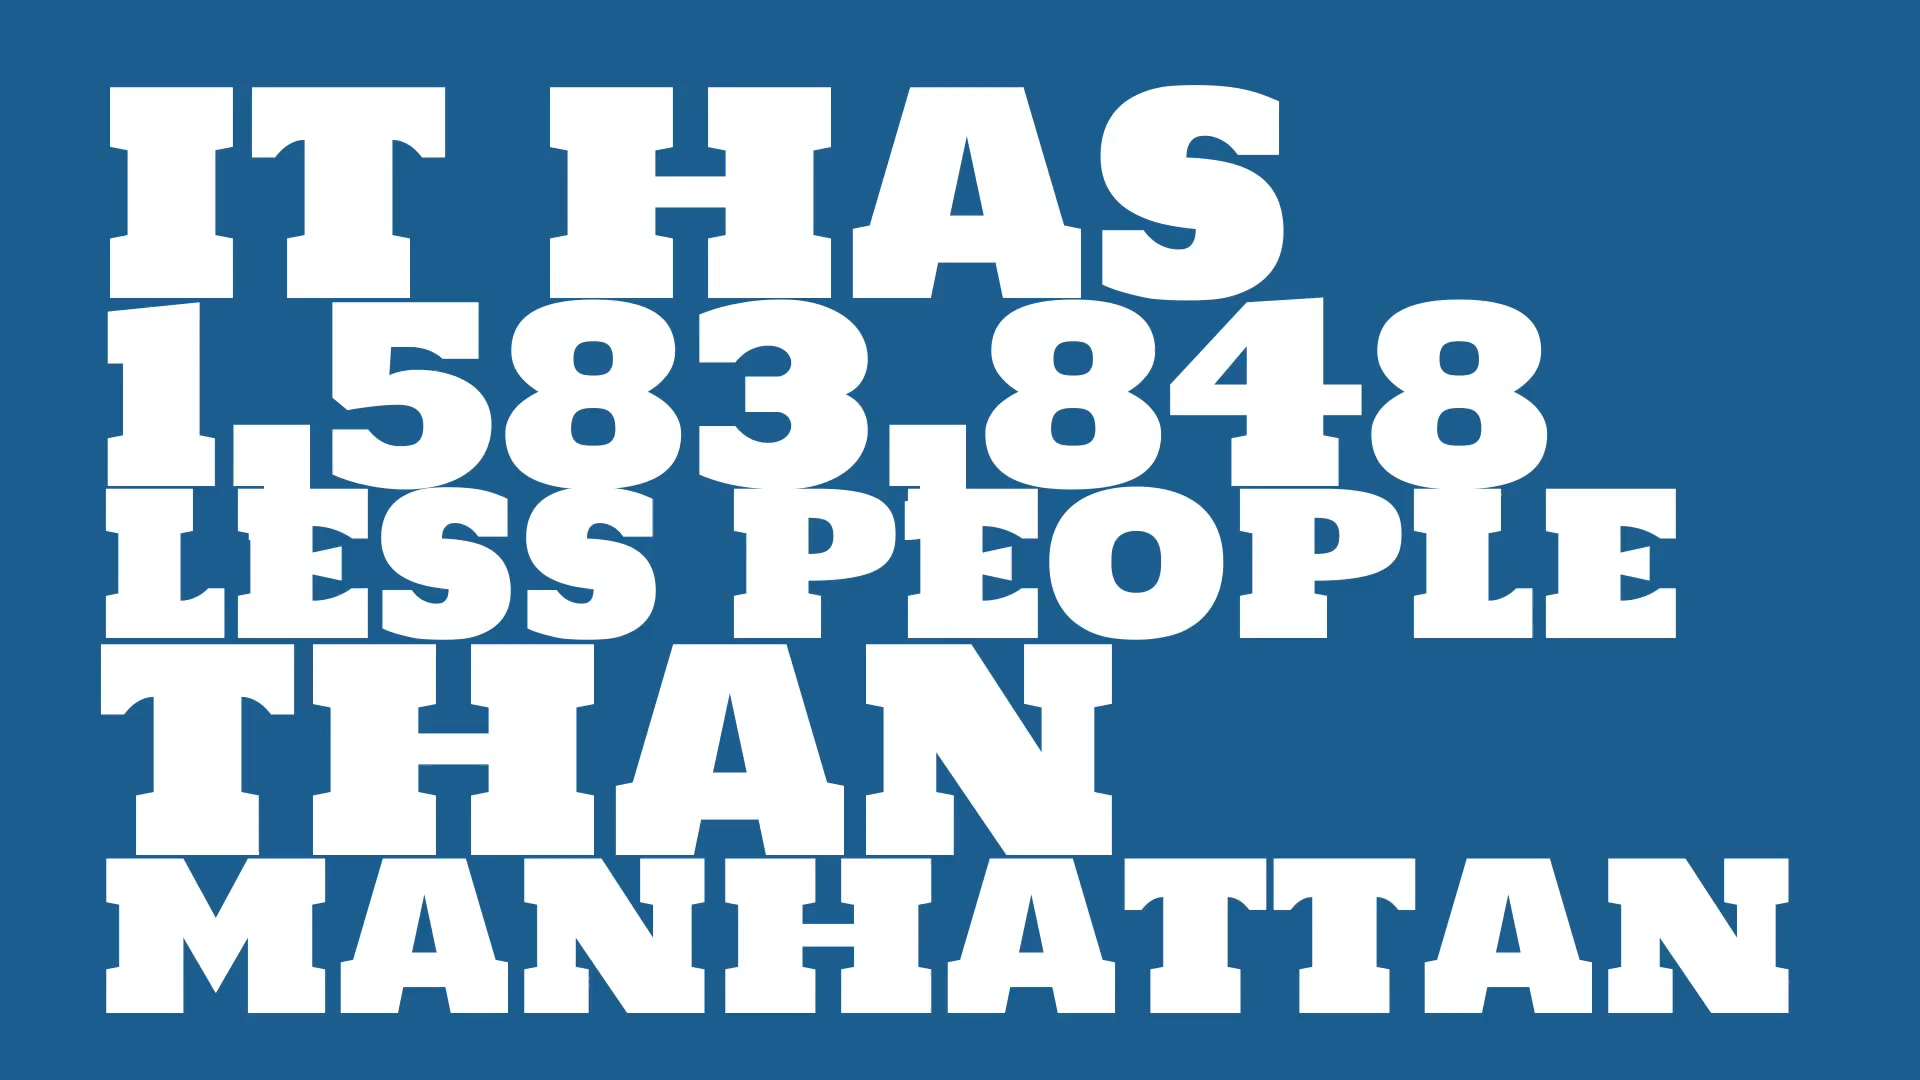 IT HAS
1,583,848
LESS PEOPLE
THAN
MANHATTAN